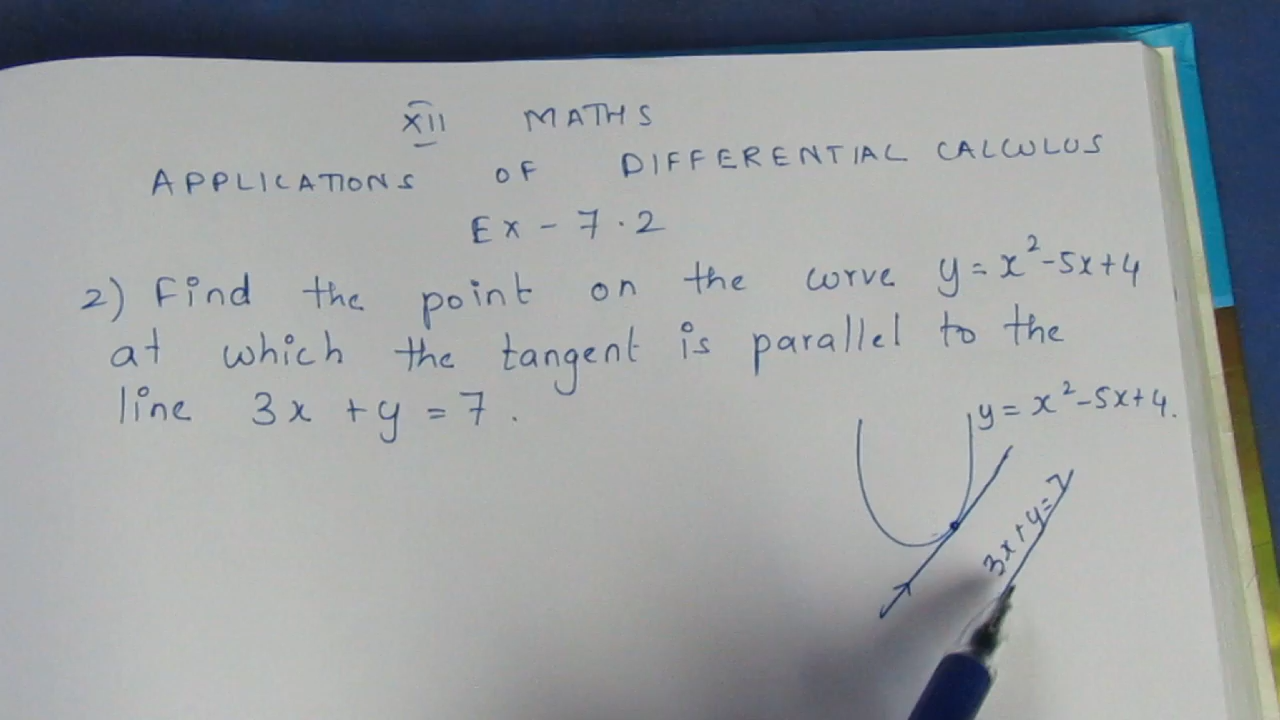 XII MATHS
APPLICATIONS OF DIFFERENTIAL CALCULUS
Ex - 7.2
2) Find the point on the curve y = x² - 5x + 4
at which the tangent is parallel to the
line 3x + y = 7.
y = x² - 5x + 4.
3x + y = 7